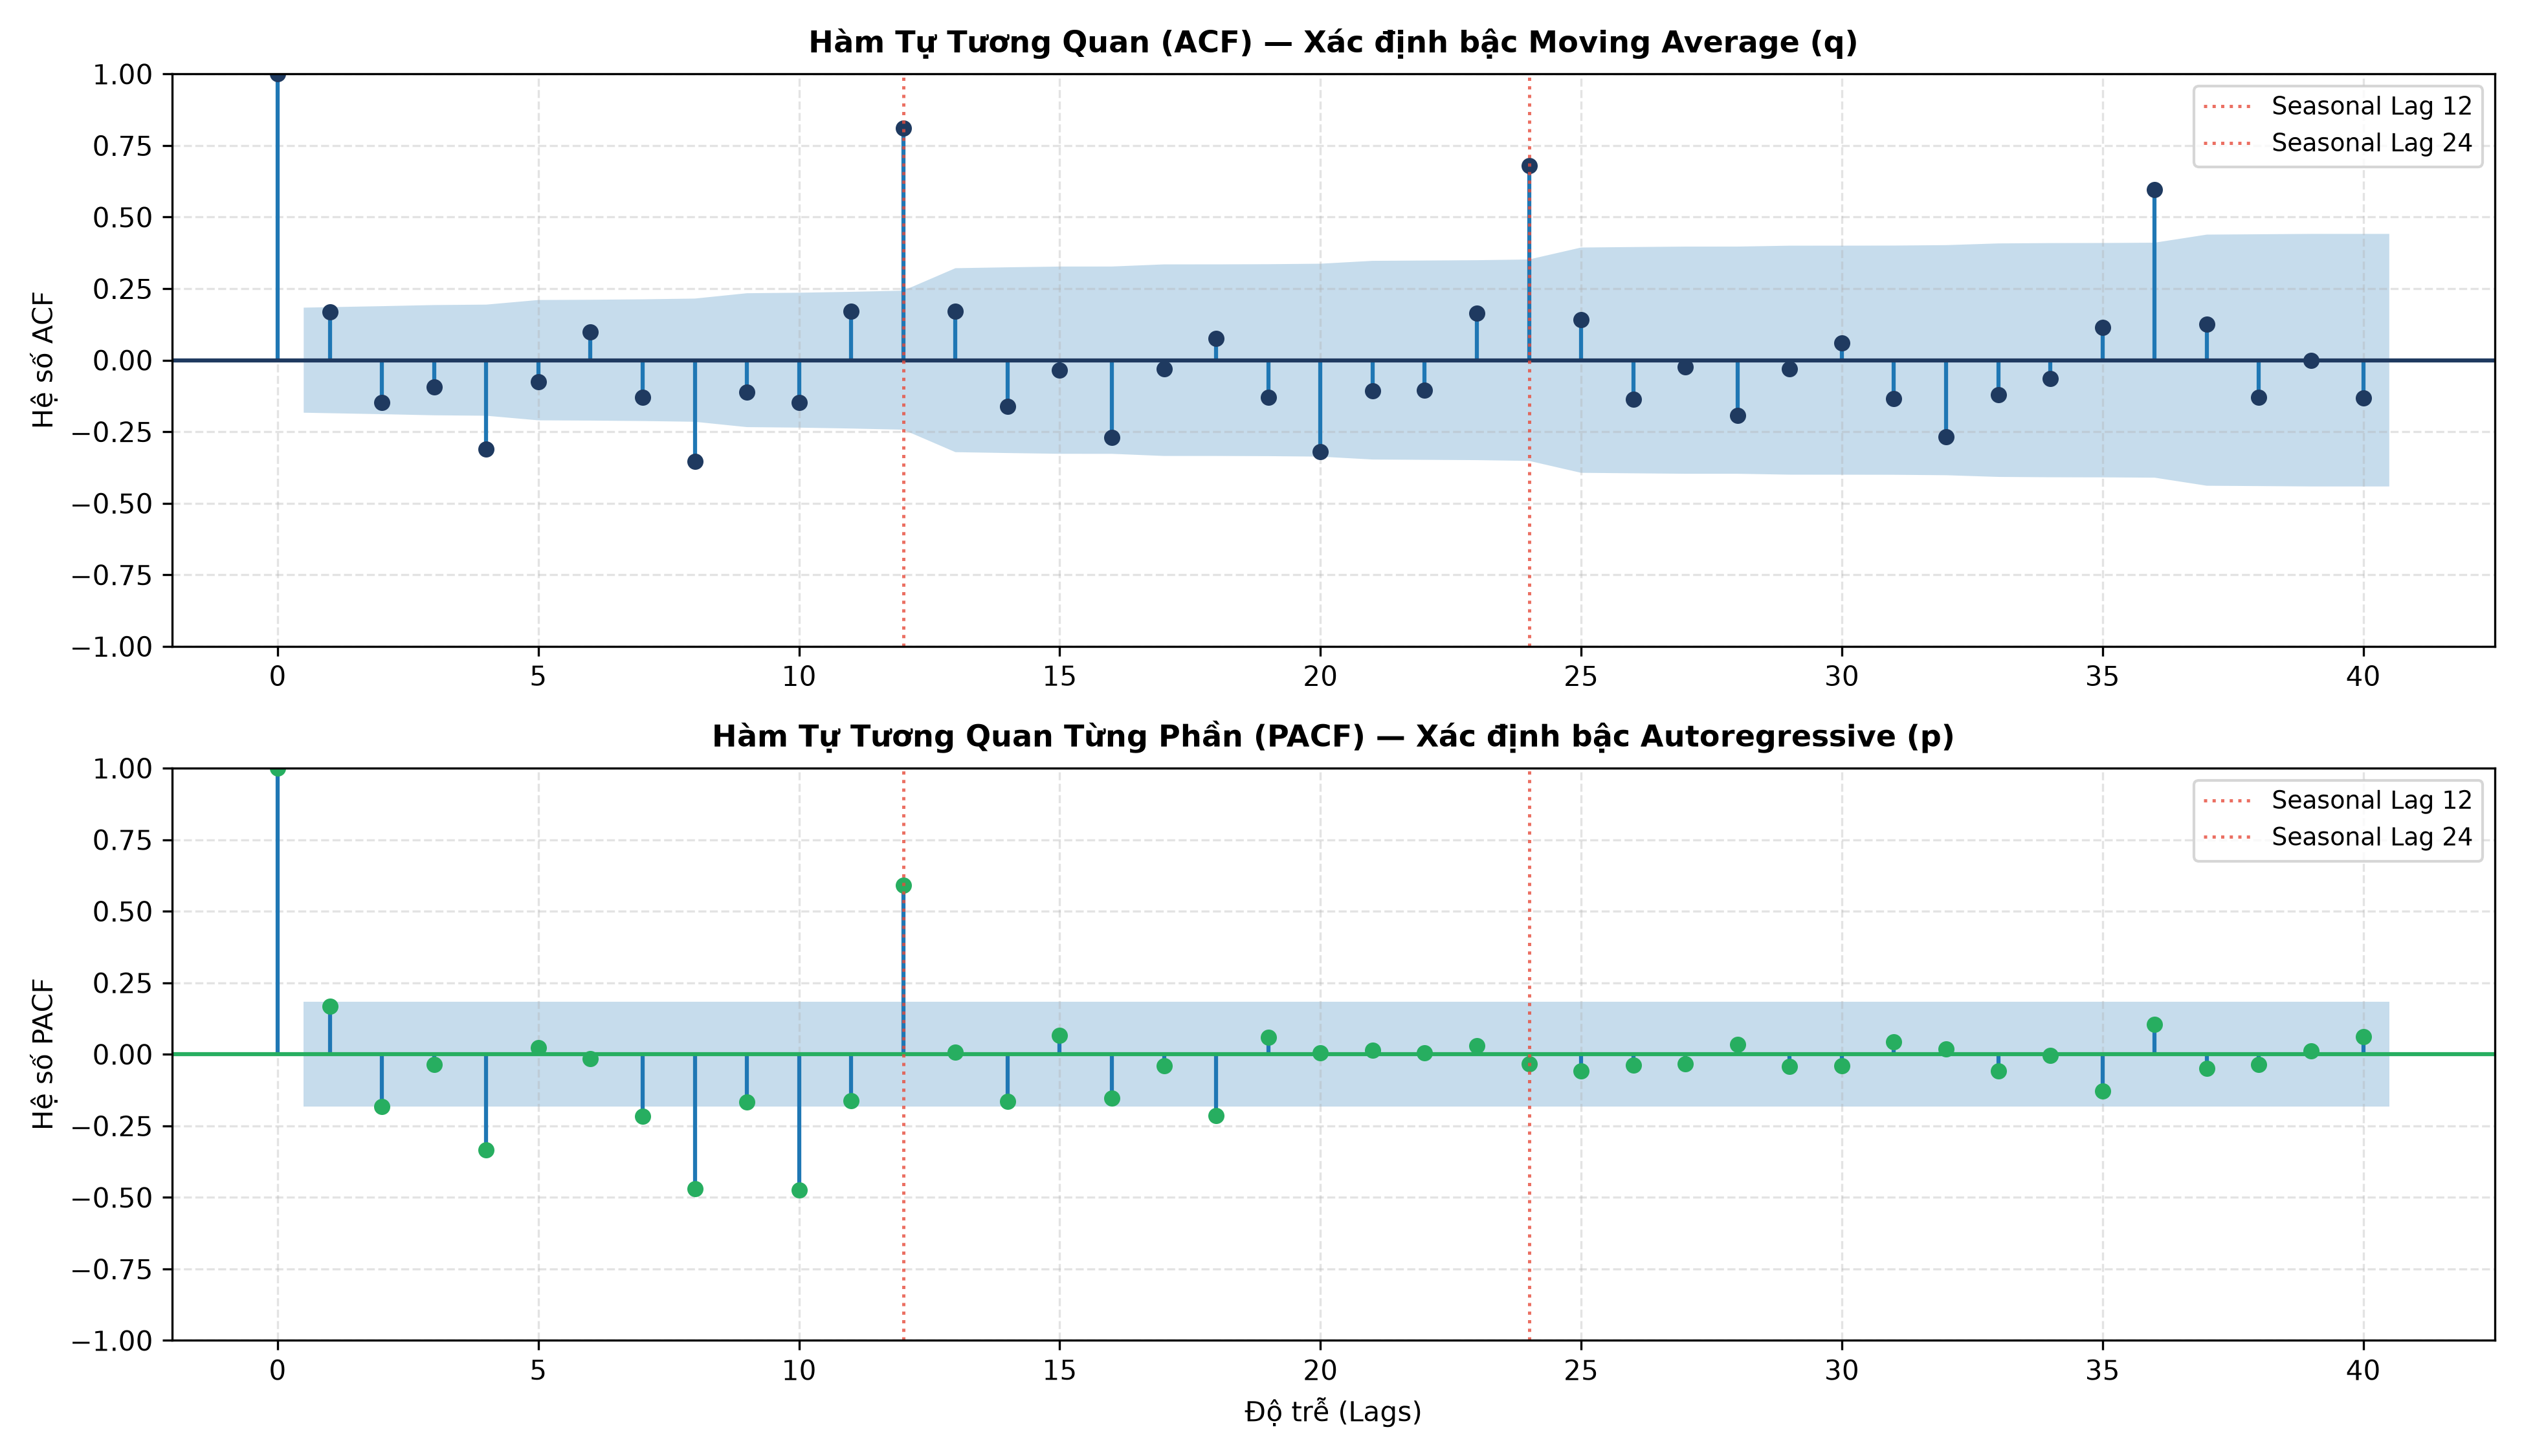 Hàm Tự Tương Quan (ACF) — Xác định bậc Moving Average (q)
Hệ số ACF
1.00
0.75
0.50
0.25
0.00
−0.25
−0.50
−0.75
−1.00
Seasonal Lag 12
Seasonal Lag 24
0 5 10 15 20 25 30 35 40
Hàm Tự Tương Quan Từng Phần (PACF) — Xác định bậc Autoregressive (p)
Hệ số PACF
1.00
0.75
0.50
0.25
0.00
−0.25
−0.50
−0.75
−1.00
Seasonal Lag 12
Seasonal Lag 24
0 5 10 15 20 25 30 35 40
Độ trễ (Lags)